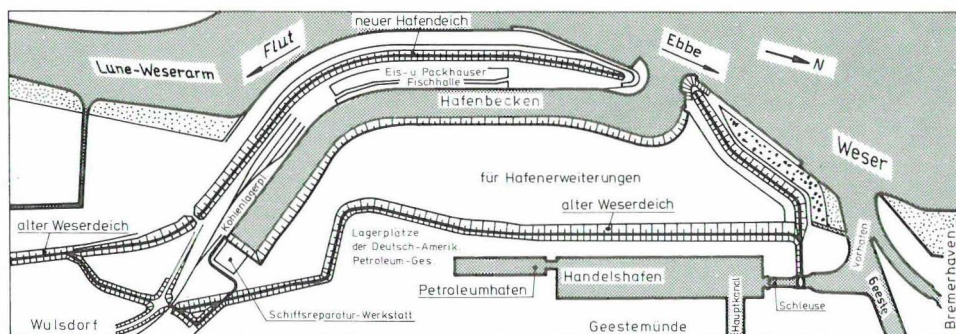 neuer Hafendeich
Flut
Ebbe
N
Lune-Weserarm
Eis- u. Packhäuser
Fischhalle
Hafenbecken
Weser
Kohlenlagerpl.
für Hafenerweiterungen
alter Weserdeich
alter Weserdeich
Lagerplätze
der Deutsch-Amerik.
Petroleum-Ges.
Vorhafen
Petroleumhafen
Handelshafen
Hauptkanal
Schleuse
Geeste
Bremerhaven
Wulsdorf
Schiffsreparatur-Werkstatt
Geestemünde